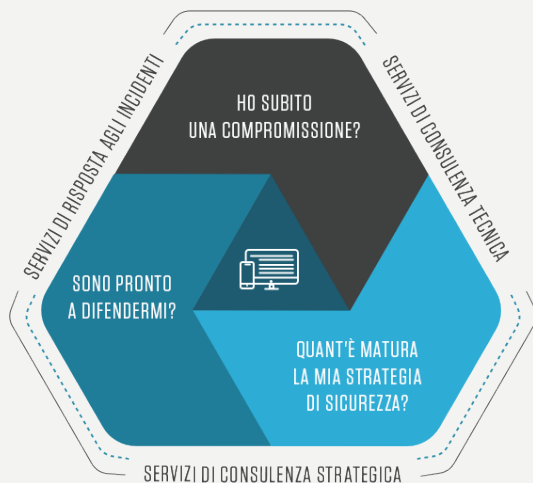 SERVIZI DI RISPOSTA AGLI INCIDENTI
SERVIZI DI CONSULENZA TECNICA
HO SUBITO
UNA COMPROMISSIONE?
SONO PRONTO
A DIFENDERMI?
QUANT'È MATURA
LA MIA STRATEGIA
DI SICUREZZA?
SERVIZI DI CONSULENZA STRATEGICA